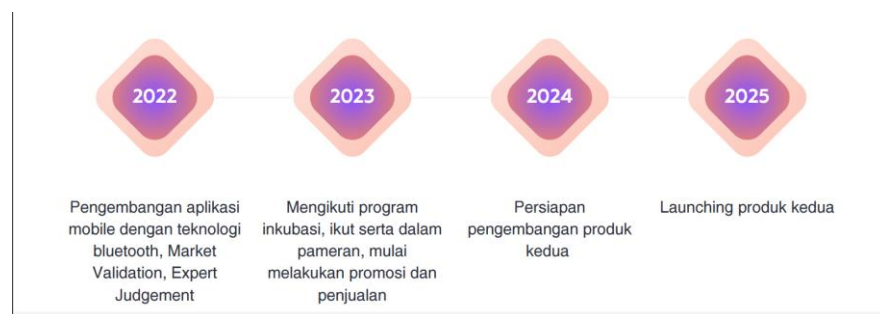 2022
2023
2024
2025
Pengembangan aplikasi
mobile dengan teknologi
bluetooth, Market
Validation, Expert
Judgement
Mengikuti program
inkubasi, ikut serta dalam
pameran, mulai
melakukan promosi dan
penjualan
Persiapan
pengembangan produk
kedua
Launching produk kedua